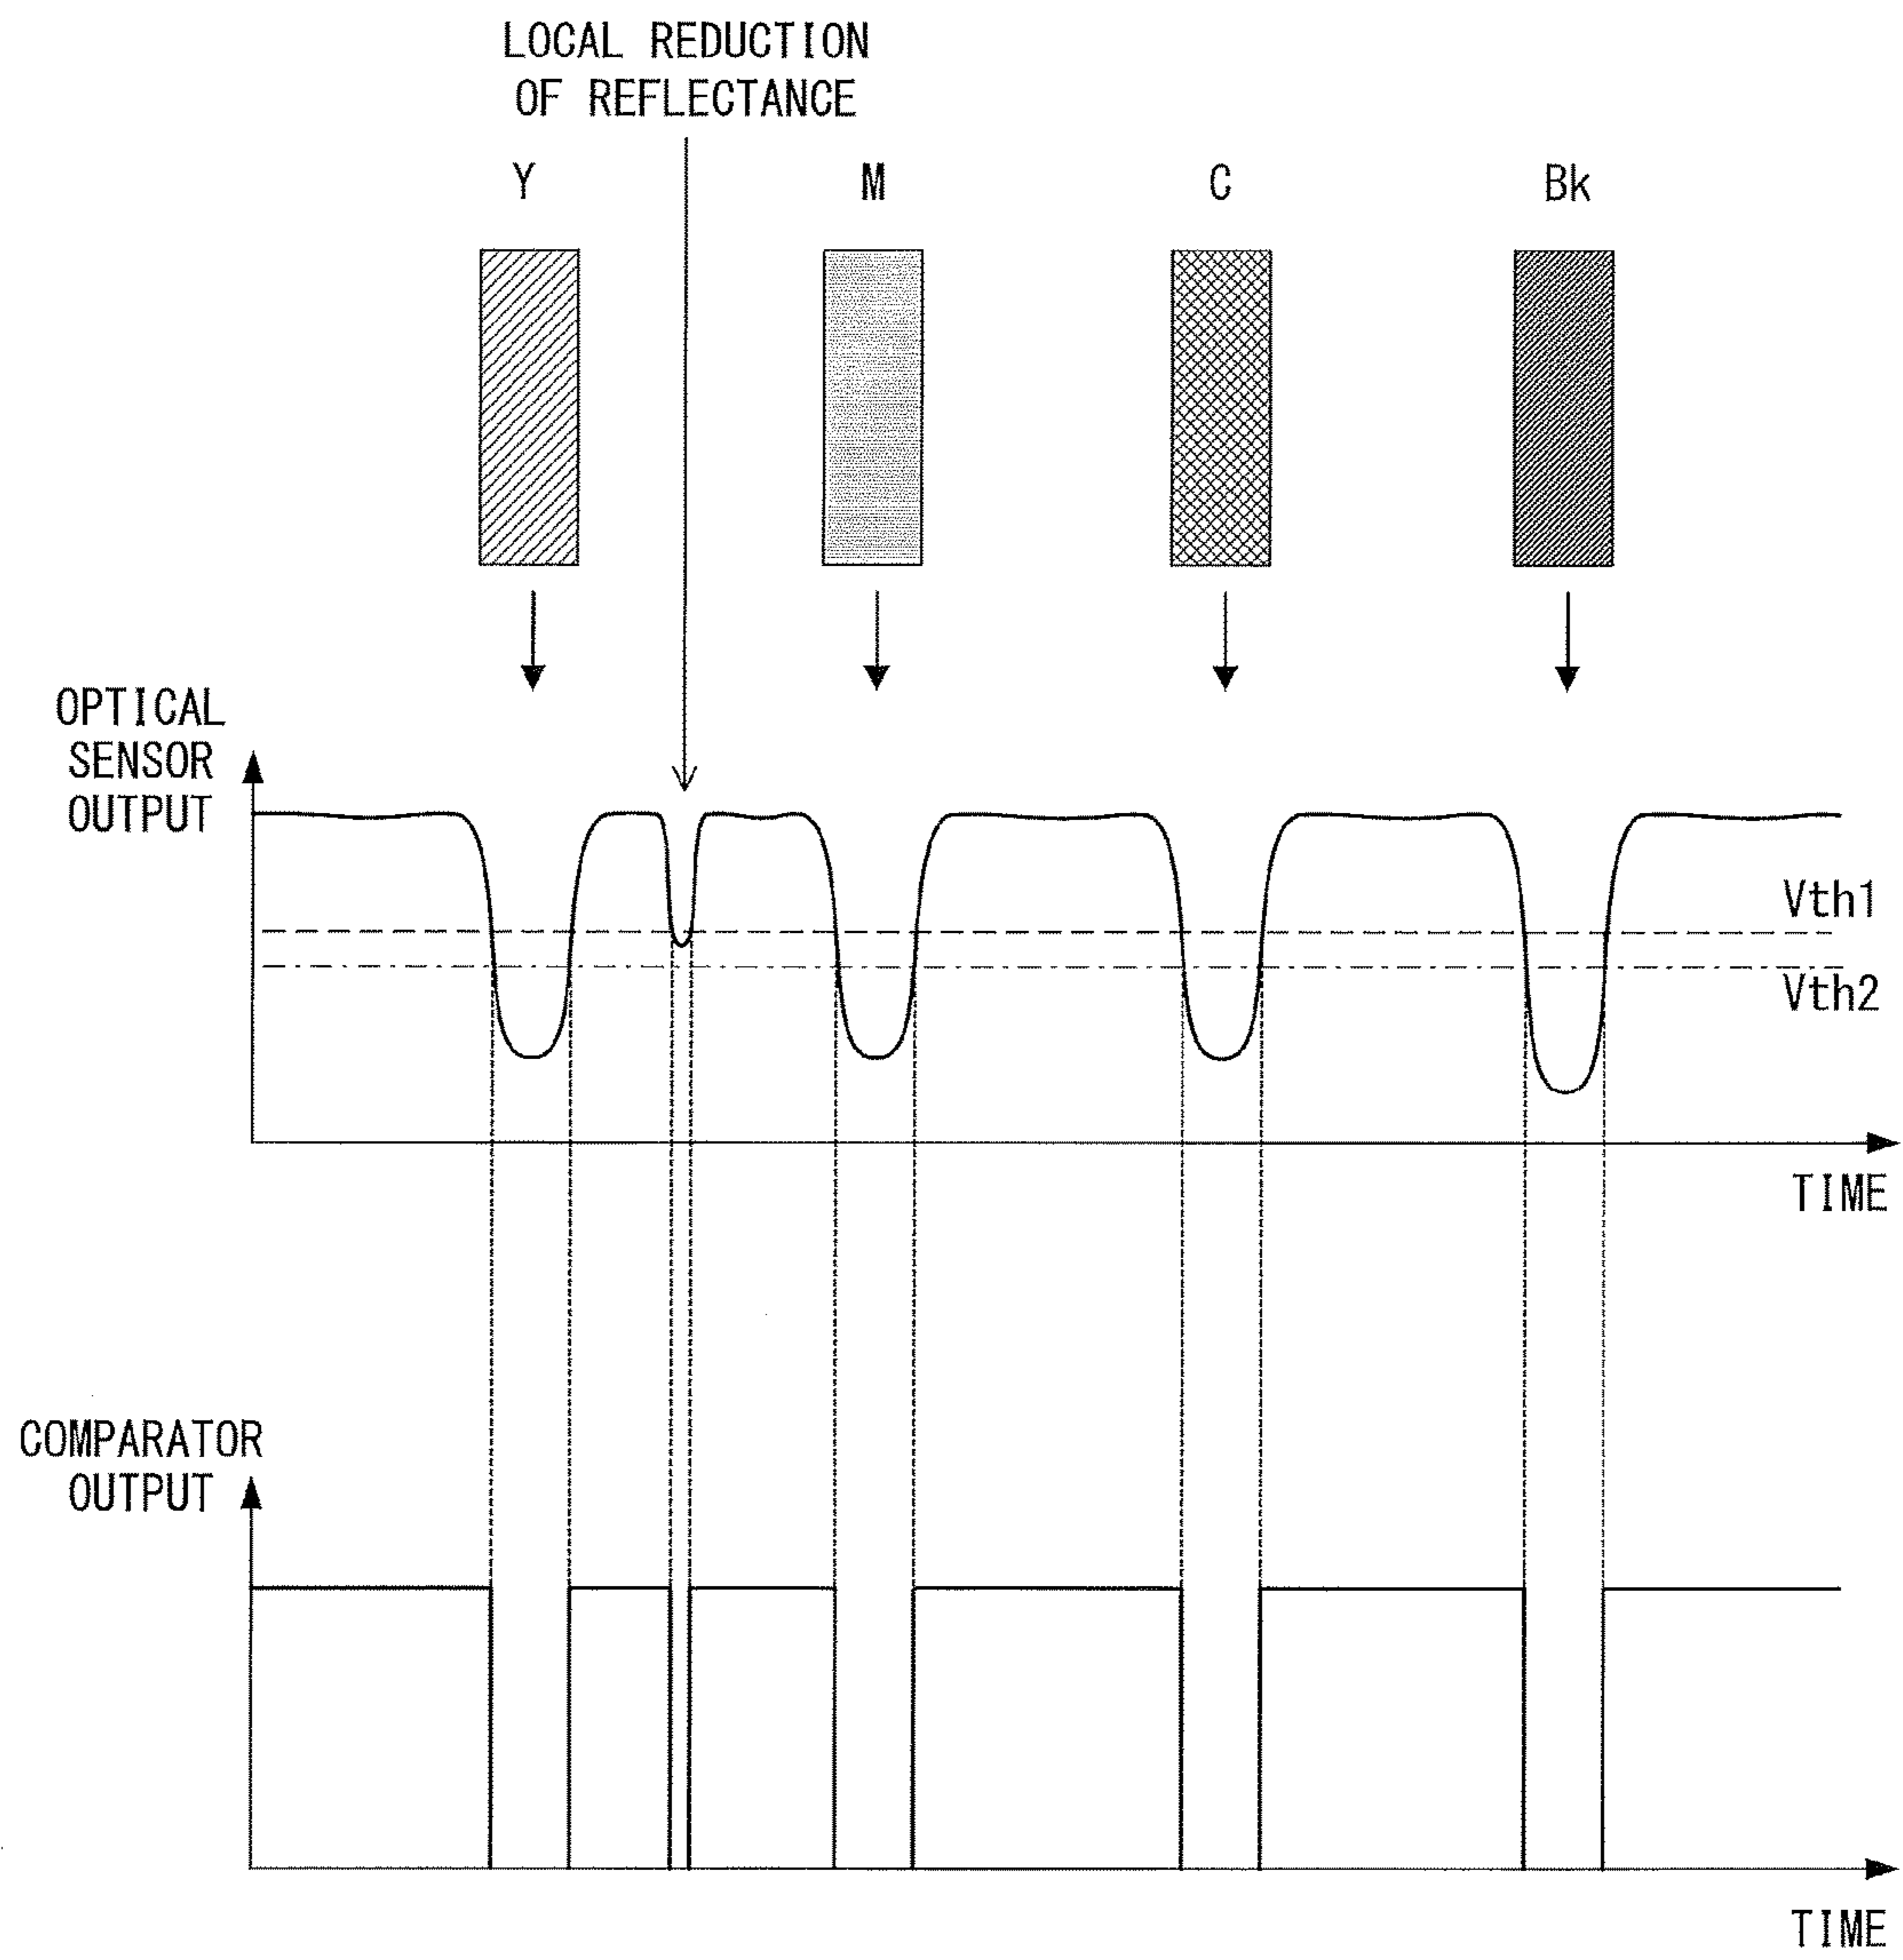 LOCAL REDUCTION
OF REFLECTANCE
Y
M
C
Bk
OPTICAL
SENSOR
OUTPUT
Vth1
Vth2
TIME
COMPARATOR
OUTPUT
TIME